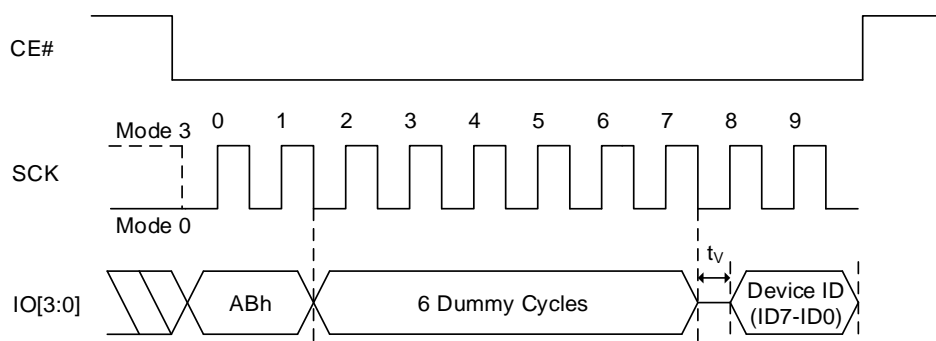 CE#
Mode 3
0 1 2 3 4 5 6 7 8 9
SCK
Mode 0
tV
IO[3:0]
ABh
6 Dummy Cycles
Device ID
(ID7-ID0)